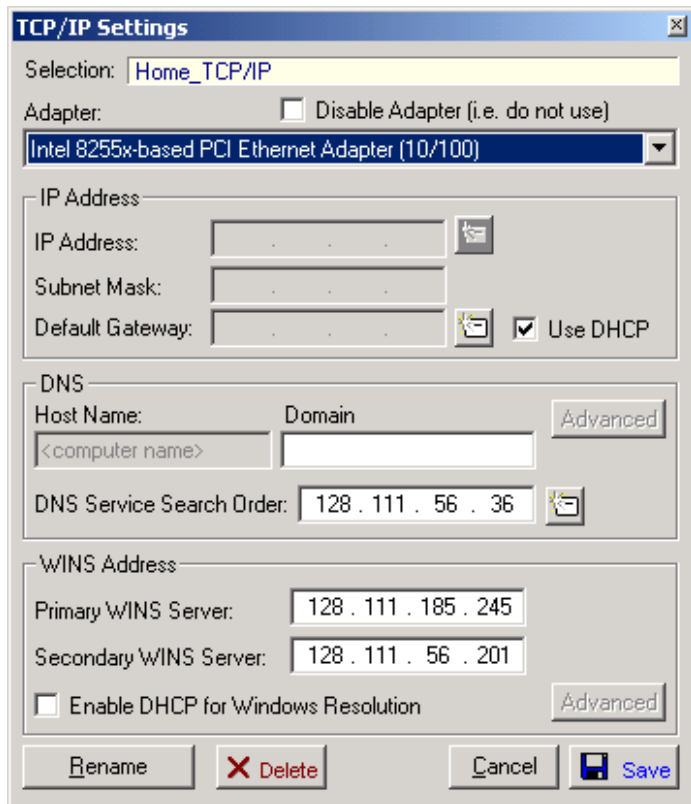 TCP/IP Settings
Selection: Home_TCP/IP
Adapter: Disable Adapter (i.e. do not use)
Intel 8255x-based PCI Ethernet Adapter (10/100)
IP Address
IP Address: . . .
Subnet Mask: . . .
Default Gateway: . . . Use DHCP
DNS
Host Name: Domain Advanced
<computer name>
DNS Service Search Order: 128 . 111 . 56 . 36
WINS Address
Primary WINS Server: 128 . 111 . 185 . 245
Secondary WINS Server: 128 . 111 . 56 . 201
Enable DHCP for Windows Resolution Advanced
Rename Delete Cancel Save